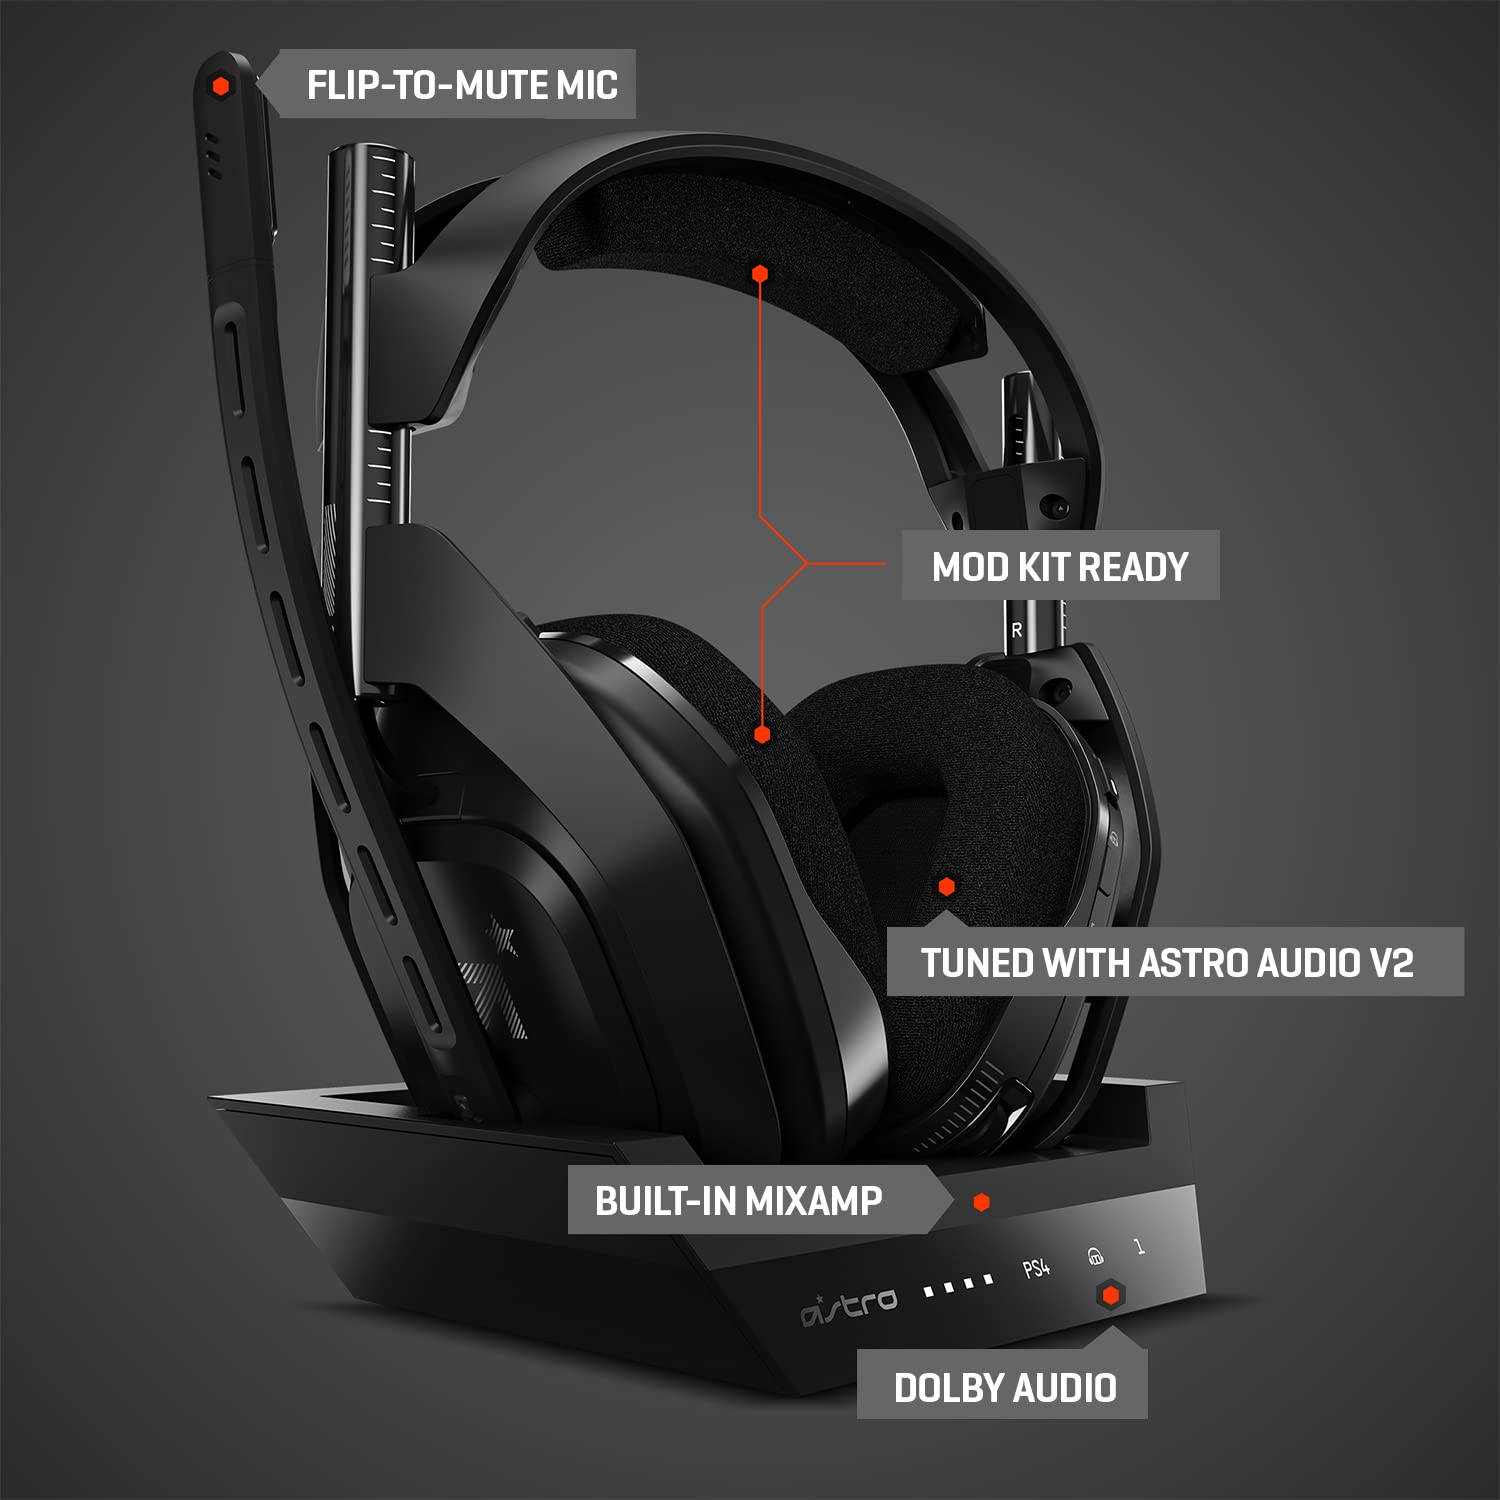 FLIP-TO-MUTE MIC
MOD KIT READY
R
TUNED WITH ASTRO AUDIO V2
BUILT-IN MIXAMP
astro PS4 1
DOLBY AUDIO